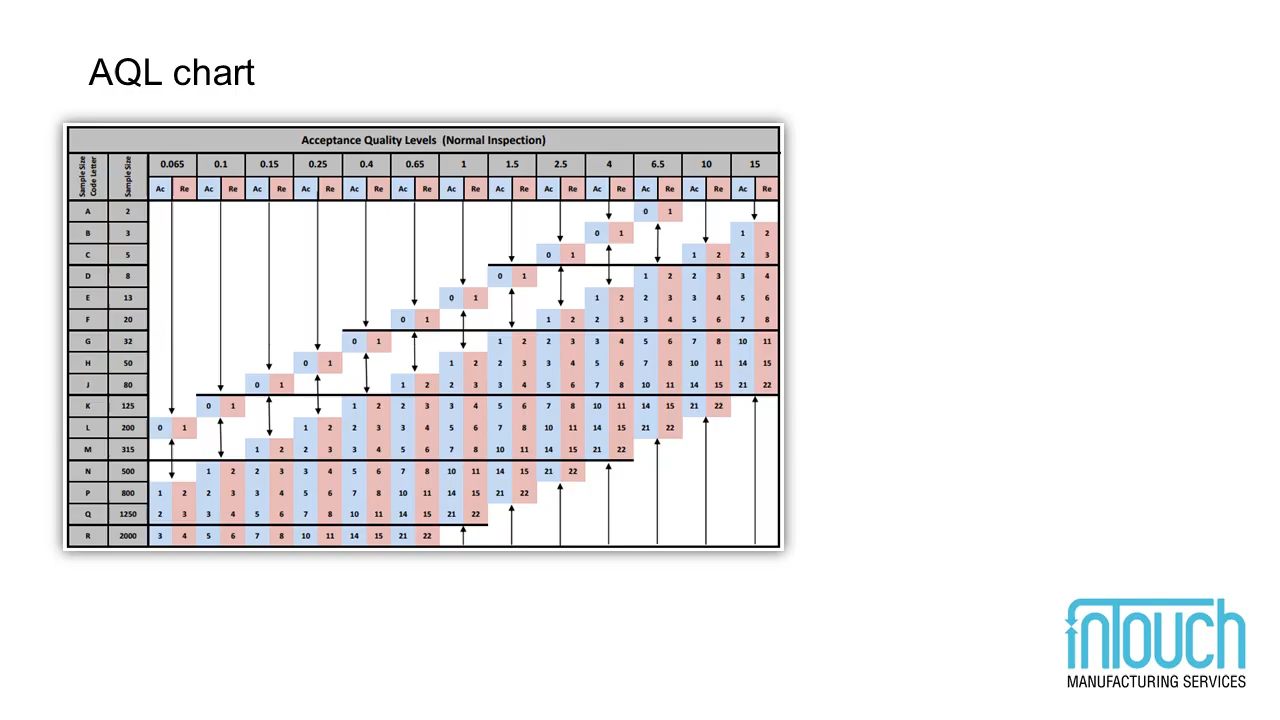 AQL chart
Acceptance Quality Levels (Normal Inspection)
Sample Size Code Letter Sample Size 0.065 0.1 0.15 0.25 0.4 0.65 1 1.5 2.5 4 6.5 10 15
Ac Re Ac Re Ac Re Ac Re Ac Re Ac Re Ac Re Ac Re Ac Re Ac Re Ac Re Ac Re Ac Re
A 2 0 1
B 3 0 1 1 2
C 5 0 1 1 2 2 3
D 8 0 1 1 2 2 3 3 4
E 13 0 1 1 2 2 3 3 4 5 6
F 20 0 1 1 2 2 3 3 4 5 6 7 8
G 32 0 1 1 2 2 3 3 4 5 6 7 8 10 11
H 50 0 1 1 2 2 3 3 4 5 6 7 8 10 11 14 15
J 80 0 1 1 2 2 3 3 4 5 6 7 8 10 11 14 15 21 22
K 125 0 1 1 2 2 3 3 4 5 6 7 8 10 11 14 15 21 22
L 200 0 1 1 2 2 3 3 4 5 6 7 8 10 11 14 15 21 22
M 315 1 2 2 3 3 4 5 6 7 8 10 11 14 15 21 22
N 500 1 2 2 3 3 4 5 6 7 8 10 11 14 15 21 22
P 800 1 2 2 3 3 4 5 6 7 8 10 11 14 15 21 22
Q 1250 2 3 3 4 5 6 7 8 10 11 14 15 21 22
R 2000 3 4 5 6 7 8 10 11 14 15 21 22
inTouch
MANUFACTURING SERVICES